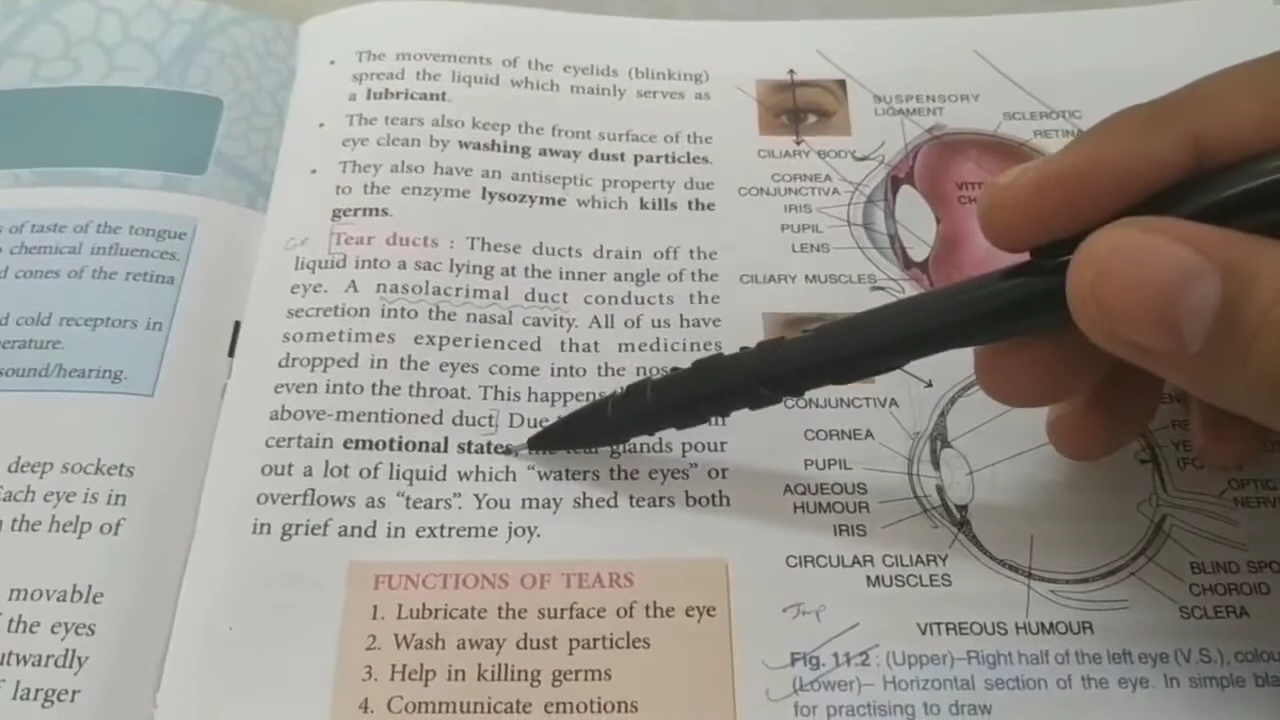 of taste of the tongue
chemical influences.
cones of the retina
cold receptors in
sound/hearing.
deep sockets
Each eye is in
the help of
movable
the eyes
utwardly
larger
• The movements of the eyelids (blinking)
spread the liquid which mainly serves as
a lubricant.
• The tears also keep the front surface of the
eye clean by washing away dust particles.
• They also have an antiseptic property due
to the enzyme lysozyme which kills the
germs.
Tear ducts : These ducts drain off the
liquid into a sac lying at the inner angle of the
eye. A nasolacrimal duct conducts the
secretion into the nasal cavity. All of us have
sometimes experienced that medicines
dropped in the eyes come into the
even into the throat. This happens
above-mentioned duct. Due
certain emotional states, the tear glands pour
out a lot of liquid which “waters the eyes” or
overflows as “tears”. You may shed tears both
in grief and in extreme joy.
FUNCTIONS OF TEARS
1. Lubricate the surface of the eye
2. Wash away dust particles
3. Help in killing germs
4. Communicate emotions
SUSPENSORY
LIGAMENT
SCLEROTIC
RETINA
CILIARY BODY
CORNEA
CONJUNCTIVA
IRIS
PUPIL
LENS
CILIARY MUSCLES
CONJUNCTIVA
CORNEA
PUPIL
AQUEOUS
HUMOUR
IRIS
CIRCULAR CILIARY
MUSCLES
OPTIC
NERV
BLIND SPO
CHOROID
SCLERA
VITREOUS HUMOUR
Imp
Fig. 11.2 : (Upper)–Right half of the left eye (V.S.), colou
(Lower)– Horizontal section of the eye. In simple bla
for practising to draw